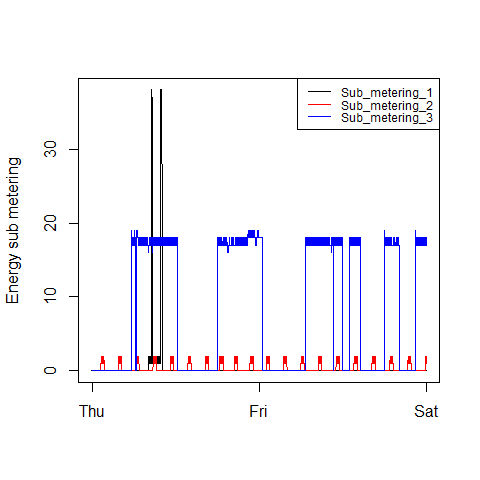 Sub_metering_1
Sub_metering_2
Sub_metering_3
Energy sub metering
30
20
10
0
Thu
Fri
Sat